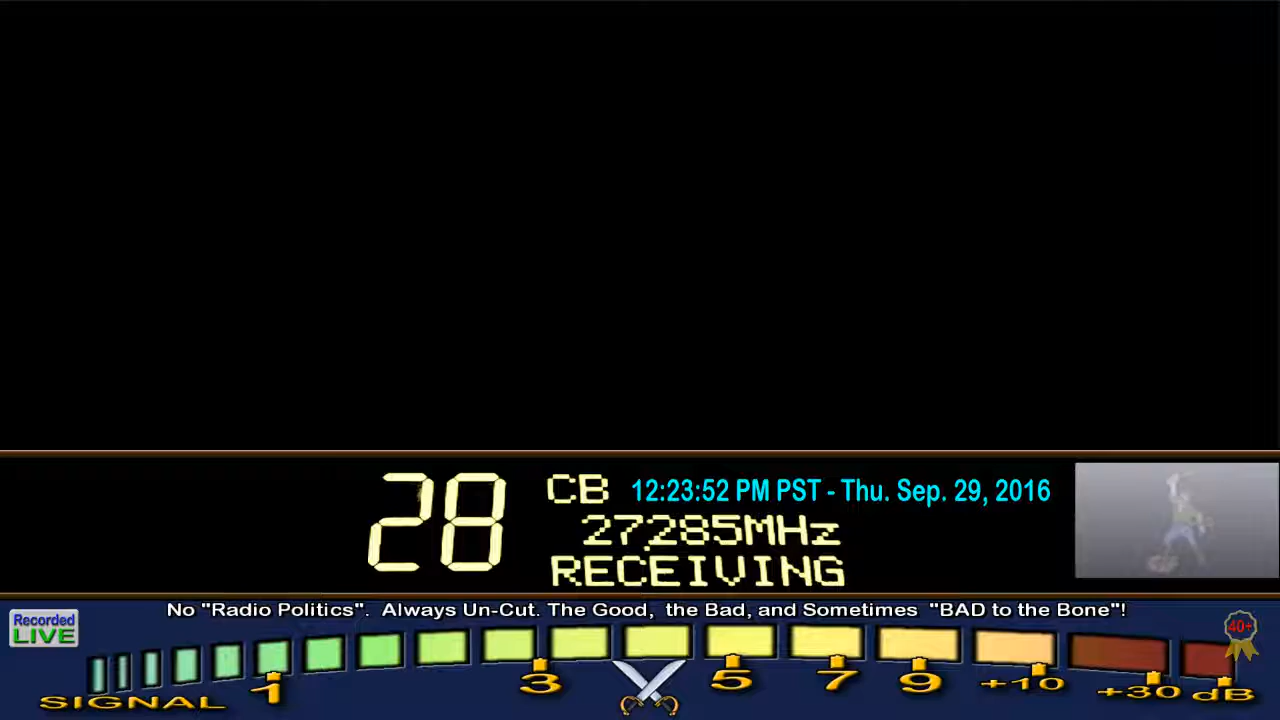 28
CB
12:23:52 PM PST - Thu. Sep. 29, 2016
27.285MHz
RECEIVING
No "Radio Politics". Always Un-Cut. The Good, the Bad, and Sometimes "BAD to the Bone"!
Recorded
LIVE
40+
SIGNAL 1 3 5 7 9 +10 +30 dB